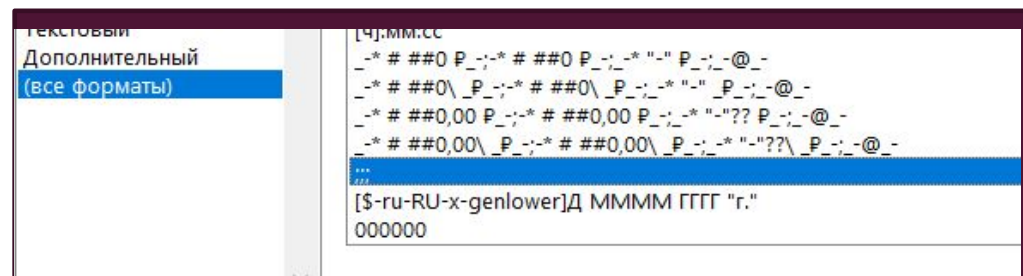 Текстовый
Дополнительный
(все форматы)
[ч]:мм:сс
_-* # ##0 ₽_-;-* # ##0 ₽_-;_-* "-" ₽_-;_-@_-
_-* # ##0\ _₽_-;-* # ##0\ _₽_-;_-* "-" _₽_-;_-@_-
_-* # ##0,00 ₽_-;-* # ##0,00 ₽_-;_-* "-"?? ₽_-;_-@_-
_-* # ##0,00\ _₽_-;-* # ##0,00\ _₽_-;_-* "-"??\ _₽_-;_-@_-
;;;
[$-ru-RU-x-genlower]Д ММММ ГГГГ "г."
000000